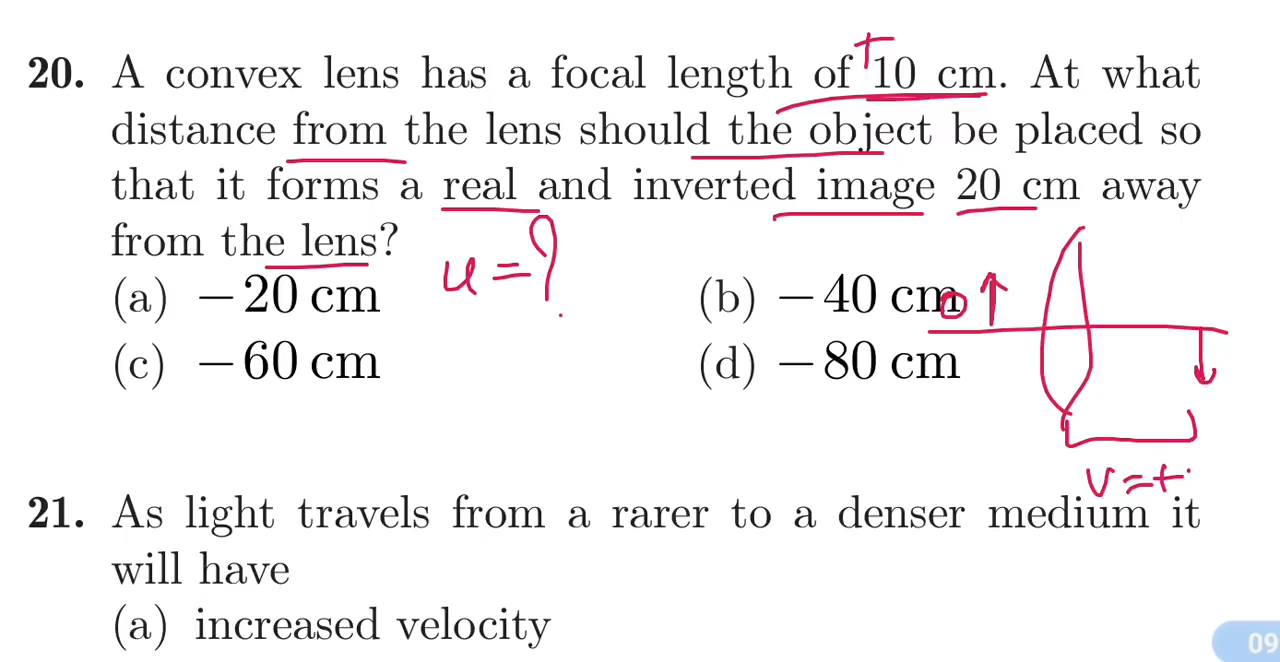 20. A convex lens has a focal length of +10 cm. At what
distance from the lens should the object be placed so
that it forms a real and inverted image 20 cm away
from the lens?
u=?
(a) – 20 cm (b) – 40 cm
(c) – 60 cm (d) – 80 cm
v=+
21. As light travels from a rarer to a denser medium it
will have
(a) increased velocity
09